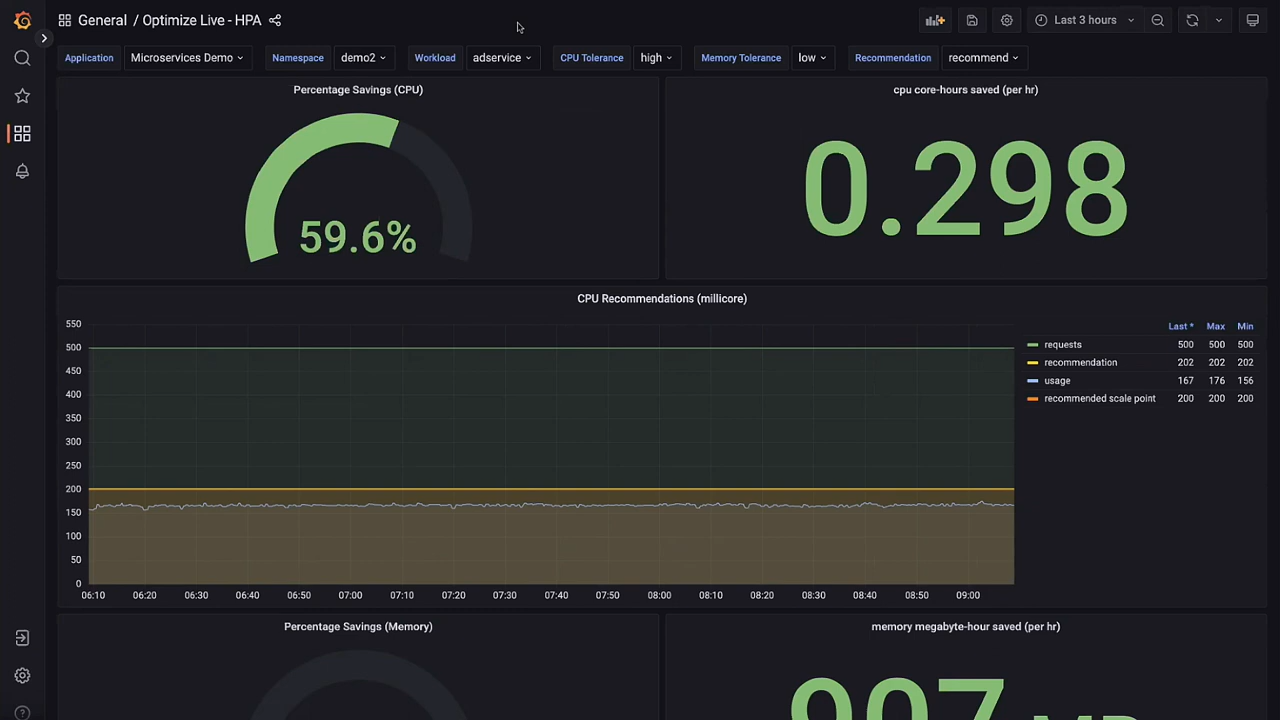 General / Optimize Live - HPA
Last 3 hours
Application Microservices Demo Namespace demo2 Workload adservice CPU Tolerance high Memory Tolerance low Recommendation recommend
Percentage Savings (CPU)
59.6%
cpu core-hours saved (per hr)
0.298
CPU Recommendations (millicore)
550
500
450
400
350
300
250
200
150
100
50
0
06:10 06:20 06:30 06:40 06:50 07:00 07:10 07:20 07:30 07:40 07:50 08:00 08:10 08:20 08:30 08:40 08:50 09:00
Last * Max Min
requests 500 500 500
recommendation 202 202 202
usage 167 176 156
recommended scale point 200 200 200
Percentage Savings (Memory)
memory megabyte-hour saved (per hr)
907 MB